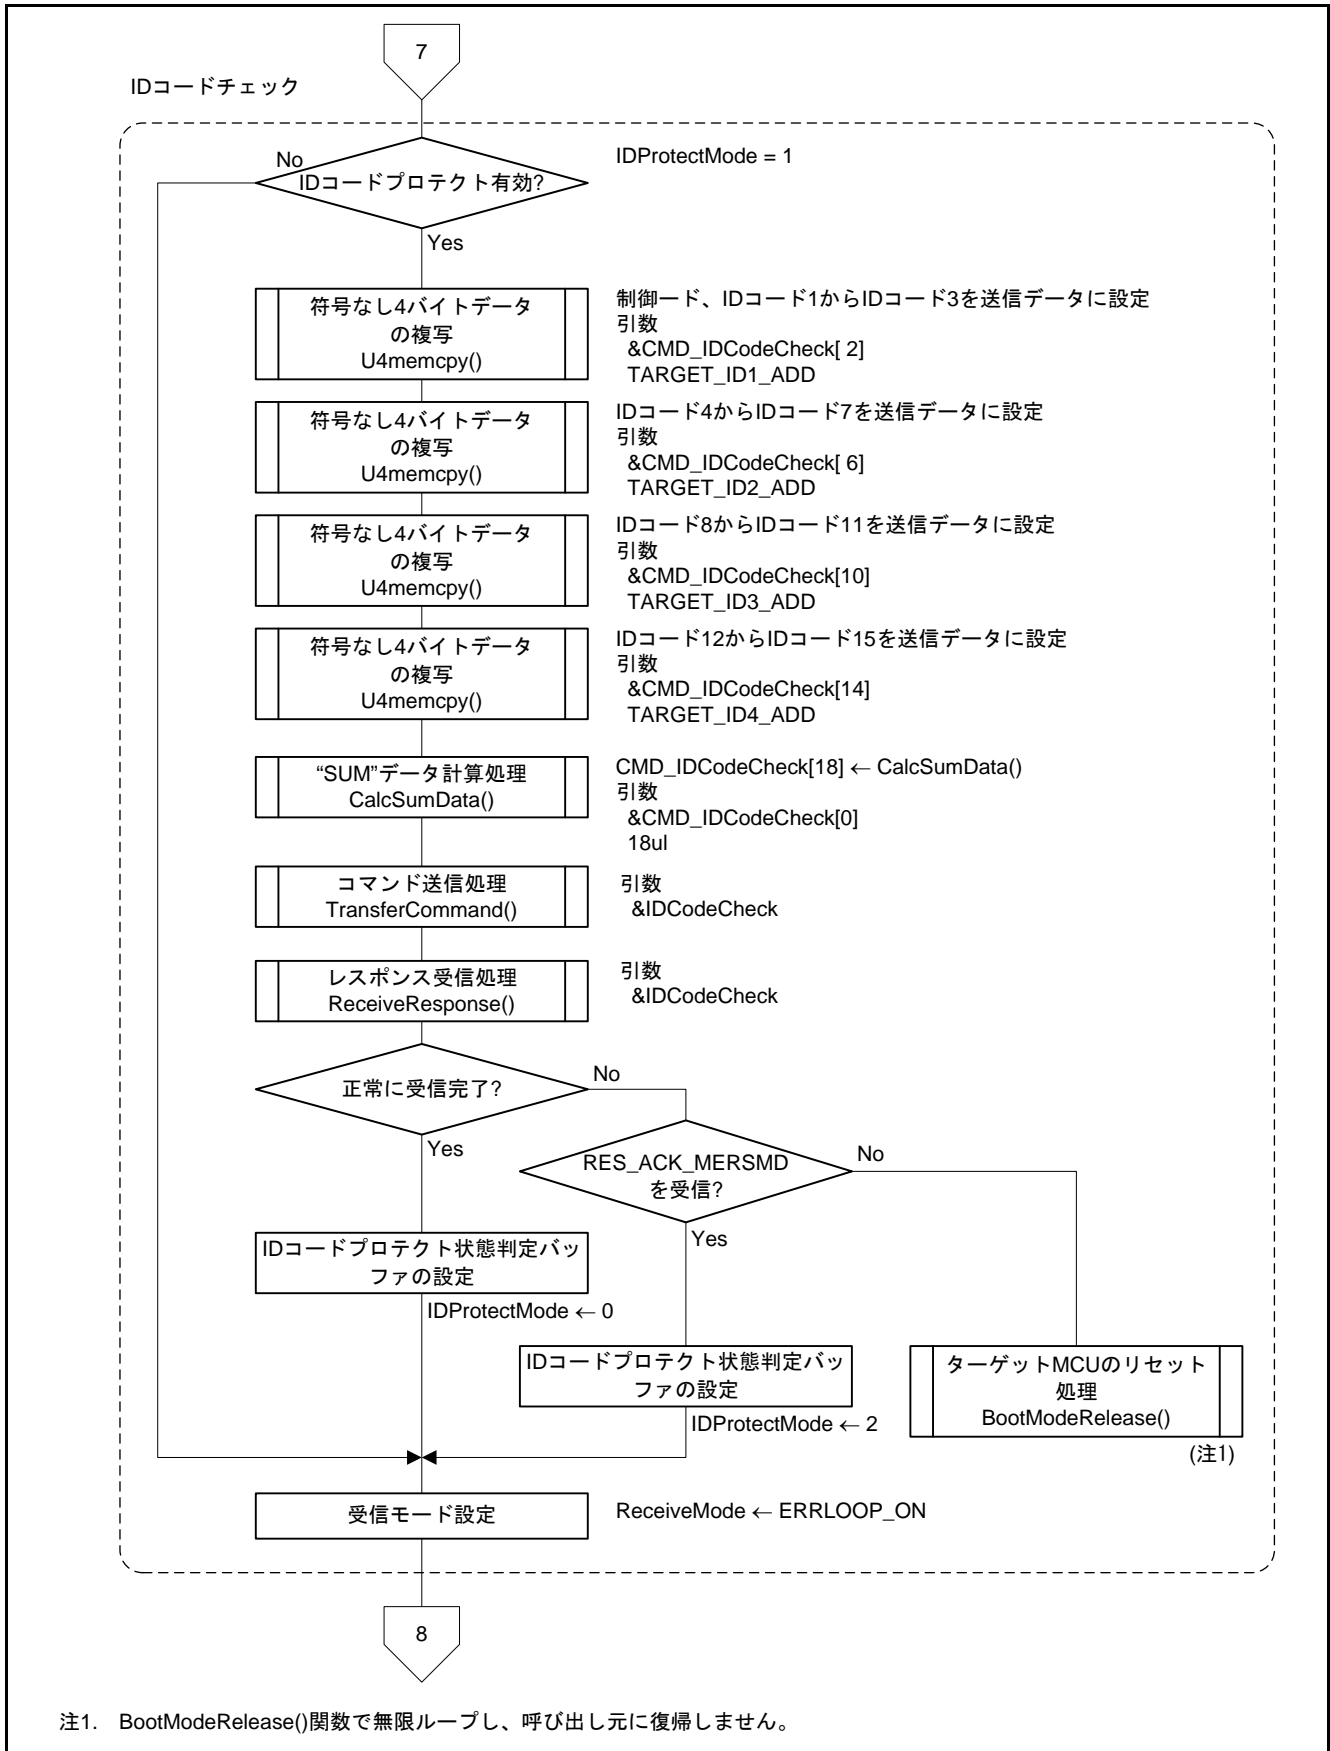 7
IDコードチェック
No
IDコードプロテクト有効?
IDProtectMode = 1
Yes
符号なし4バイトデータ
の複写
U4memcpy()
制御ード、IDコード1からIDコード3を送信データに設定
引数
&CMD_IDCodeCheck[ 2]
TARGET_ID1_ADD
符号なし4バイトデータ
の複写
U4memcpy()
IDコード4からIDコード7を送信データに設定
引数
&CMD_IDCodeCheck[ 6]
TARGET_ID2_ADD
符号なし4バイトデータ
の複写
U4memcpy()
IDコード8からIDコード11を送信データに設定
引数
&CMD_IDCodeCheck[10]
TARGET_ID3_ADD
符号なし4バイトデータ
の複写
U4memcpy()
IDコード12からIDコード15を送信データに設定
引数
&CMD_IDCodeCheck[14]
TARGET_ID4_ADD
“SUM”データ計算処理
CalcSumData()
CMD_IDCodeCheck[18] ← CalcSumData()
引数
&CMD_IDCodeCheck[0]
18ul
コマンド送信処理
TransferCommand()
引数
&IDCodeCheck
レスポンス受信処理
ReceiveResponse()
引数
&IDCodeCheck
正常に受信完了?
No
Yes
RES_ACK_MERSMD
を受信?
No
Yes
IDコードプロテクト状態判定バッ
ファの設定
IDProtectMode ← 0
IDコードプロテクト状態判定バッ
ファの設定
IDProtectMode ← 2
ターゲットMCUのリセット
処理
BootModeRelease()
(注1)
受信モード設定
ReceiveMode ← ERRLOOP_ON
8
注1. BootModeRelease()関数で無限ループし、呼び出し元に復帰しません。